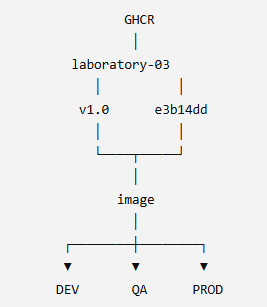 GHCR
laboratory-03
v1.0 e3b14dd
image
DEV QA PROD